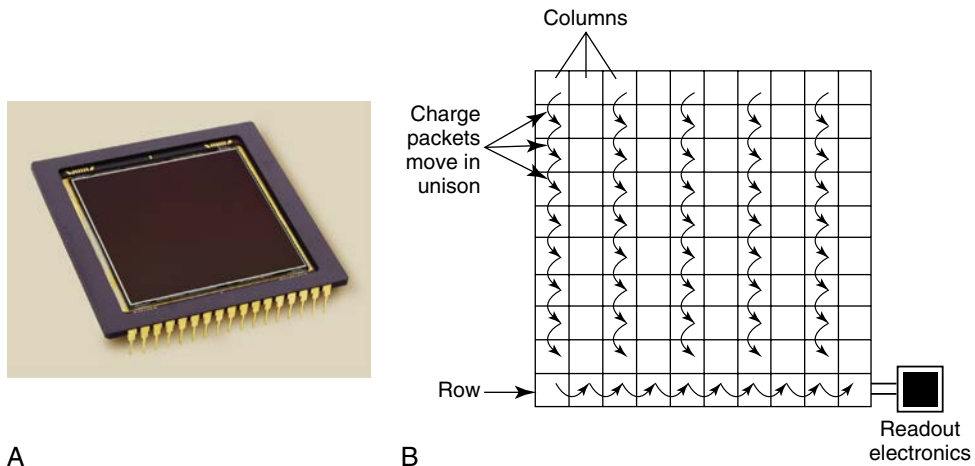 Columns
Charge
packets
move in
unison
Row
Readout
electronics
A
B